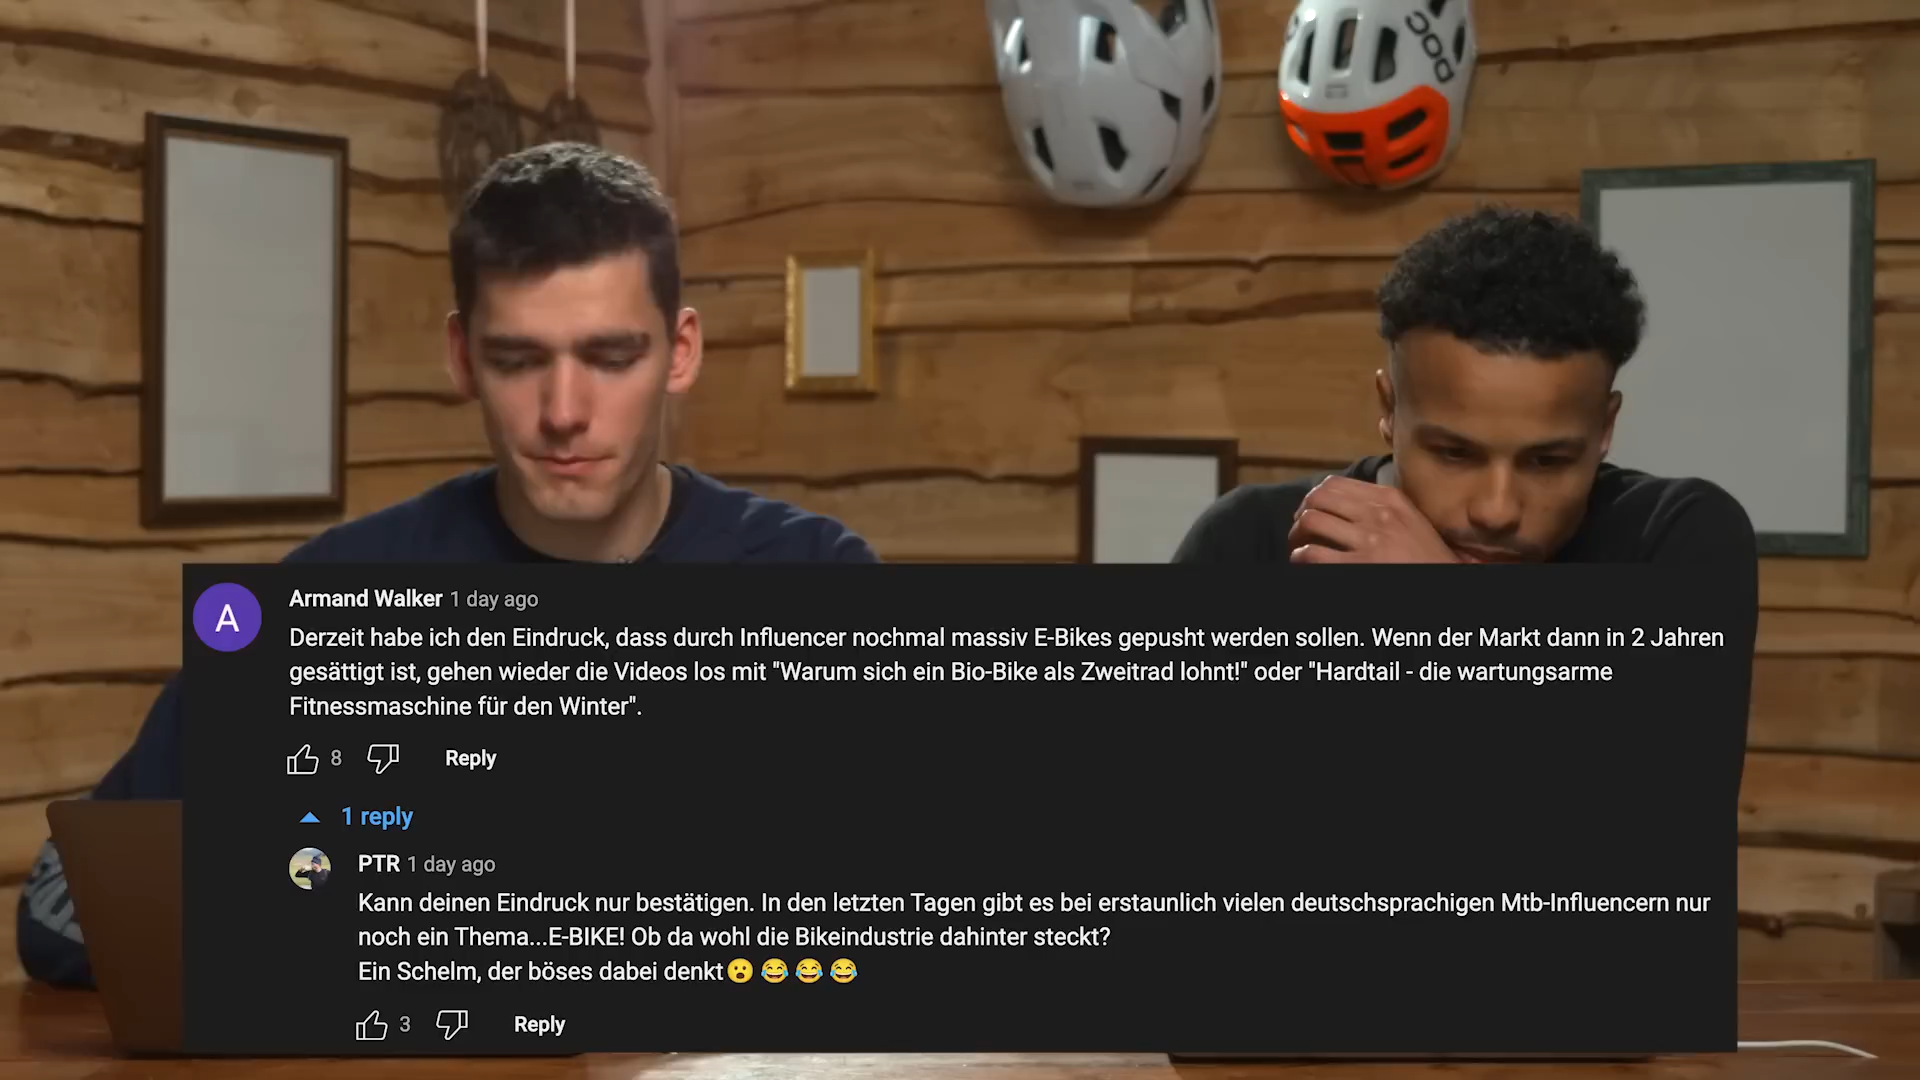 POC
A
Armand Walker 1 day ago
Derzeit habe ich den Eindruck, dass durch Influencer nochmal massiv E-Bikes gepusht werden sollen. Wenn der Markt dann in 2 Jahren
gesättigt ist, gehen wieder die Videos los mit "Warum sich ein Bio-Bike als Zweitrad lohnt!" oder "Hardtail - die wartungsarme
Fitnessmaschine für den Winter".
8 Reply
1 reply
PTR 1 day ago
Kann deinen Eindruck nur bestätigen. In den letzten Tagen gibt es bei erstaunlich vielen deutschsprachigen Mtb-Influencern nur
noch ein Thema...E-BIKE! Ob da wohl die Bikeindustrie dahinter steckt?
Ein Schelm, der böses dabei denkt😮😂😂😂
3 Reply